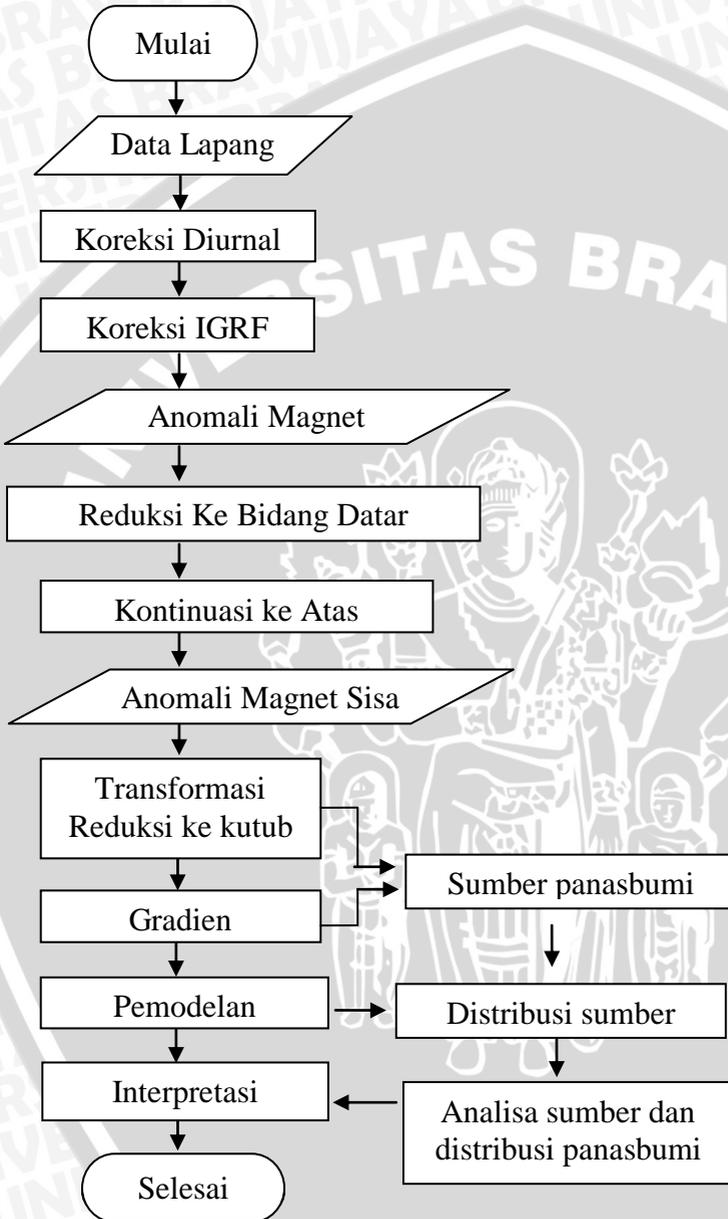 Mulai
Data Lapang
Koreksi Diurnal
Koreksi IGRF
Anomali Magnet
Reduksi Ke Bidang Datar
Kontinuasi ke Atas
Anomali Magnet Sisa
Transformasi
Reduksi ke kutub
Sumber panasbumi
Gradien
Pemodelan
Distribusi sumber
Interpretasi
Analisa sumber dan
distribusi panasbumi
Selesai